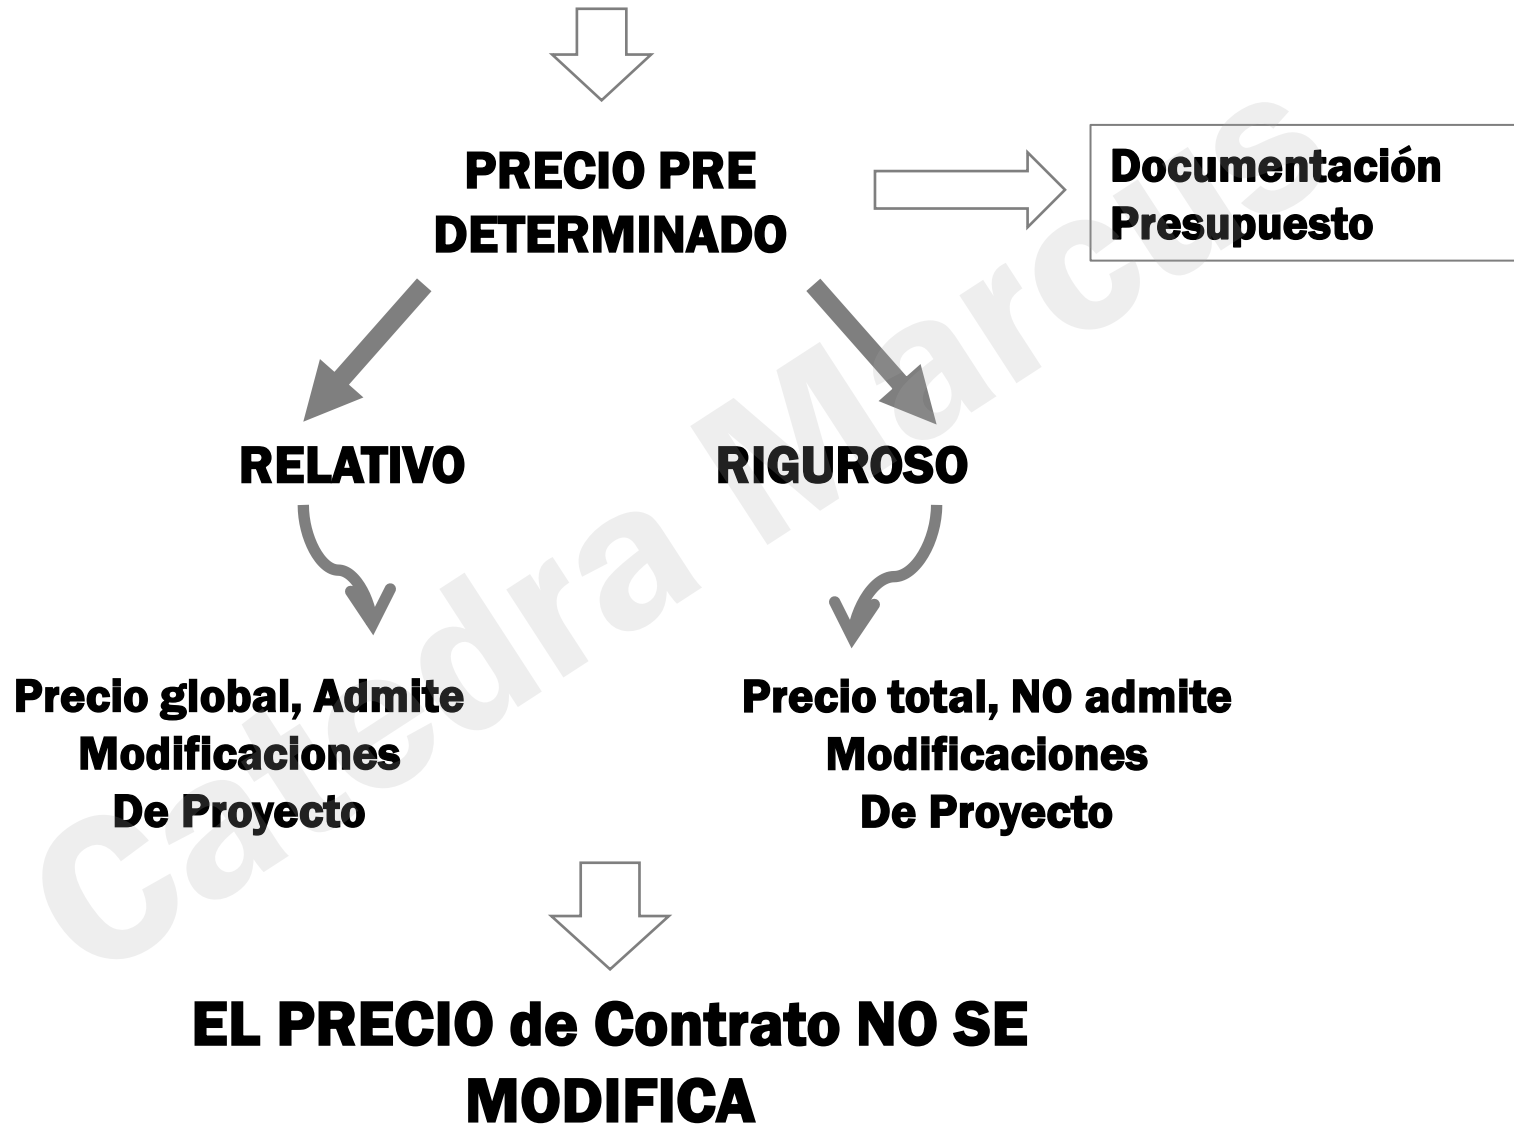 PRECIO PRE
DETERMINADO
Documentación
Presupuesto
RELATIVO
RIGUROSO
Precio global, Admite
Modificaciones
De Proyecto
Precio total, NO admite
Modificaciones
De Proyecto
EL PRECIO de Contrato NO SE
MODIFICA
Catedra Marcus